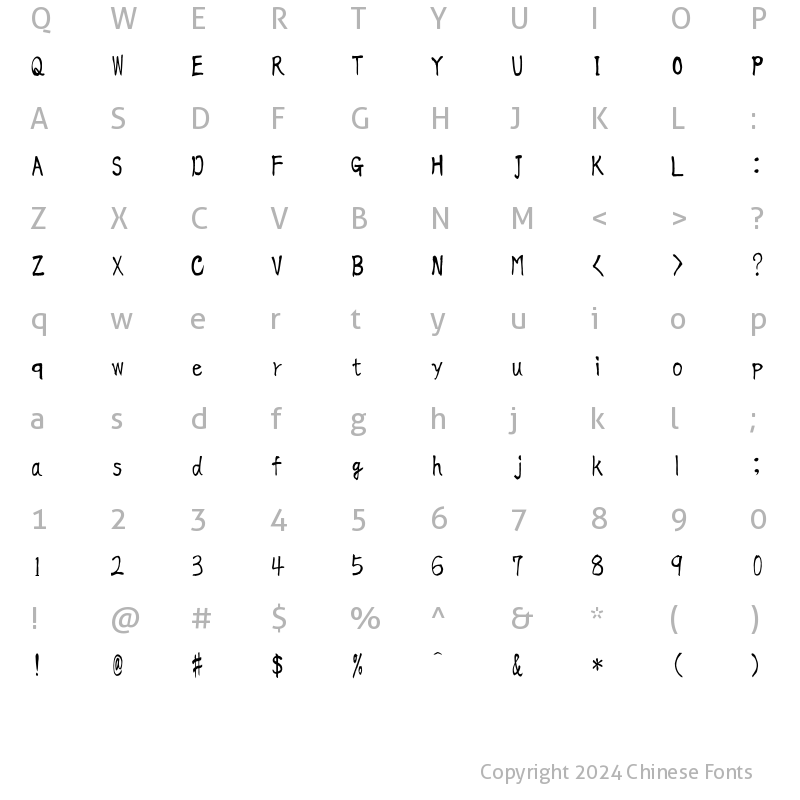 Q W E R T Y U I O P
Q W E R T Y U I O P
A S D F G H J K L :
A S D F G H J K L :
Z X C V B N M < > ?
Z X C V B N M < > ?
q w e r t y u i o p
q w e r t y u i o p
a s d f g h j k l ;
a s d f g h j k l ;
1 2 3 4 5 6 7 8 9 0
1 2 3 4 5 6 7 8 9 0
! @ # $ % ^ & * ( )
! @ # $ % ^ & * ( )
Copyright 2024 Chinese Fonts